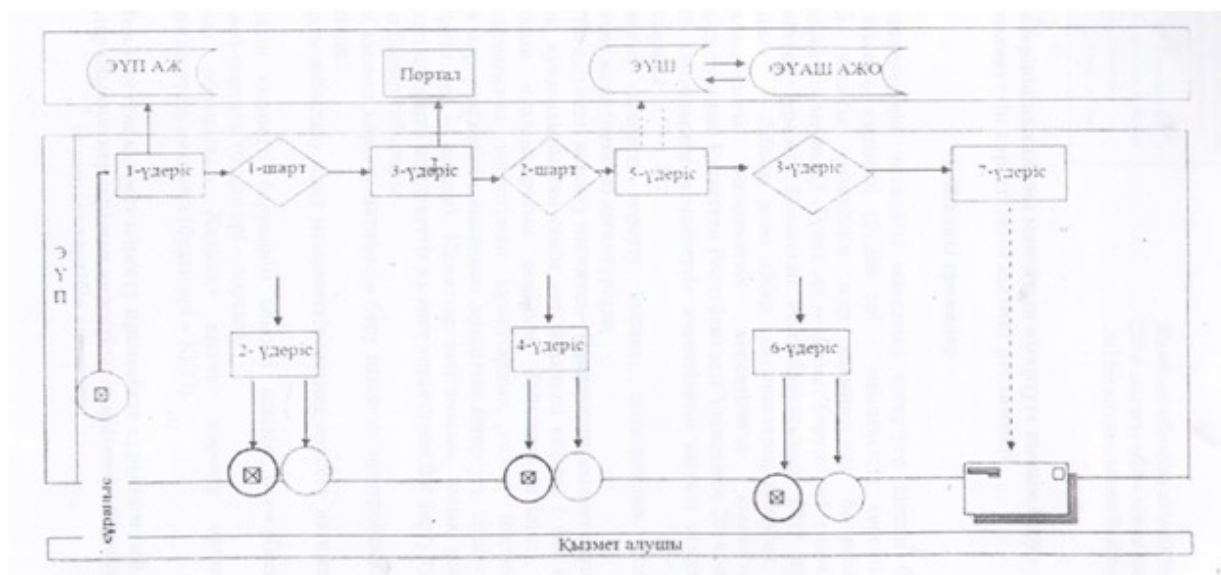 ЭҮП АЖ
Портал
ЭҮШ
ЭҮАШ АЖО
1-үдеріс
1-шарт
3-үдеріс
2-шарт
5-үдеріс
3-үдеріс
7-үдеріс
Э
Ү
П
2- үдеріс
4-үдеріс
6-үдеріс
сұраныс
Қызмет алушы